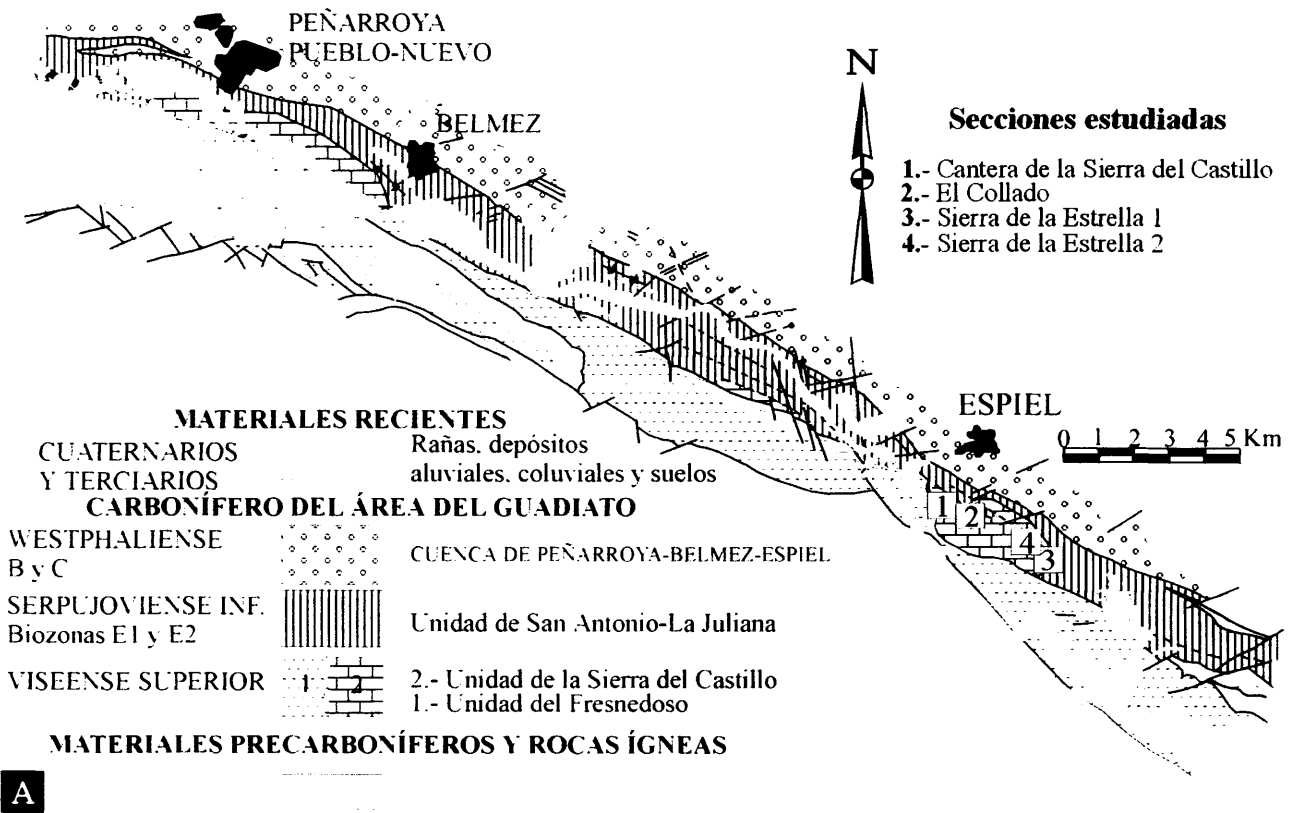 PEÑARROYA
PUEBLO-NUEVO
BELMEZ
N
Secciones estudiadas
1.- Cantera de la Sierra del Castillo
2.- El Collado
3.- Sierra de la Estrella 1
4.- Sierra de la Estrella 2
ESPIEL
0 1 2 3 4 5 Km
1
2
4
3
MATERIALES RECIENTES
CUATERNARIOS
Y TERCIARIOS
Rañas, depósitos
aluviales, coluviales y suelos
CARBONÍFERO DEL ÁREA DEL GUADIATO
WESTPHALIENSE
B y C
CUENCA DE PEÑARROYA-BELMEZ-ESPIEL
SERPUJOVIENSE INF.
Biozonas E1 y E2
Unidad de San Antonio-La Juliana
VISEENSE SUPERIOR
1 2
2.- Unidad de la Sierra del Castillo
1.- Unidad del Fresnedoso
MATERIALES PRECARBONÍFEROS Y ROCAS ÍGNEAS
A